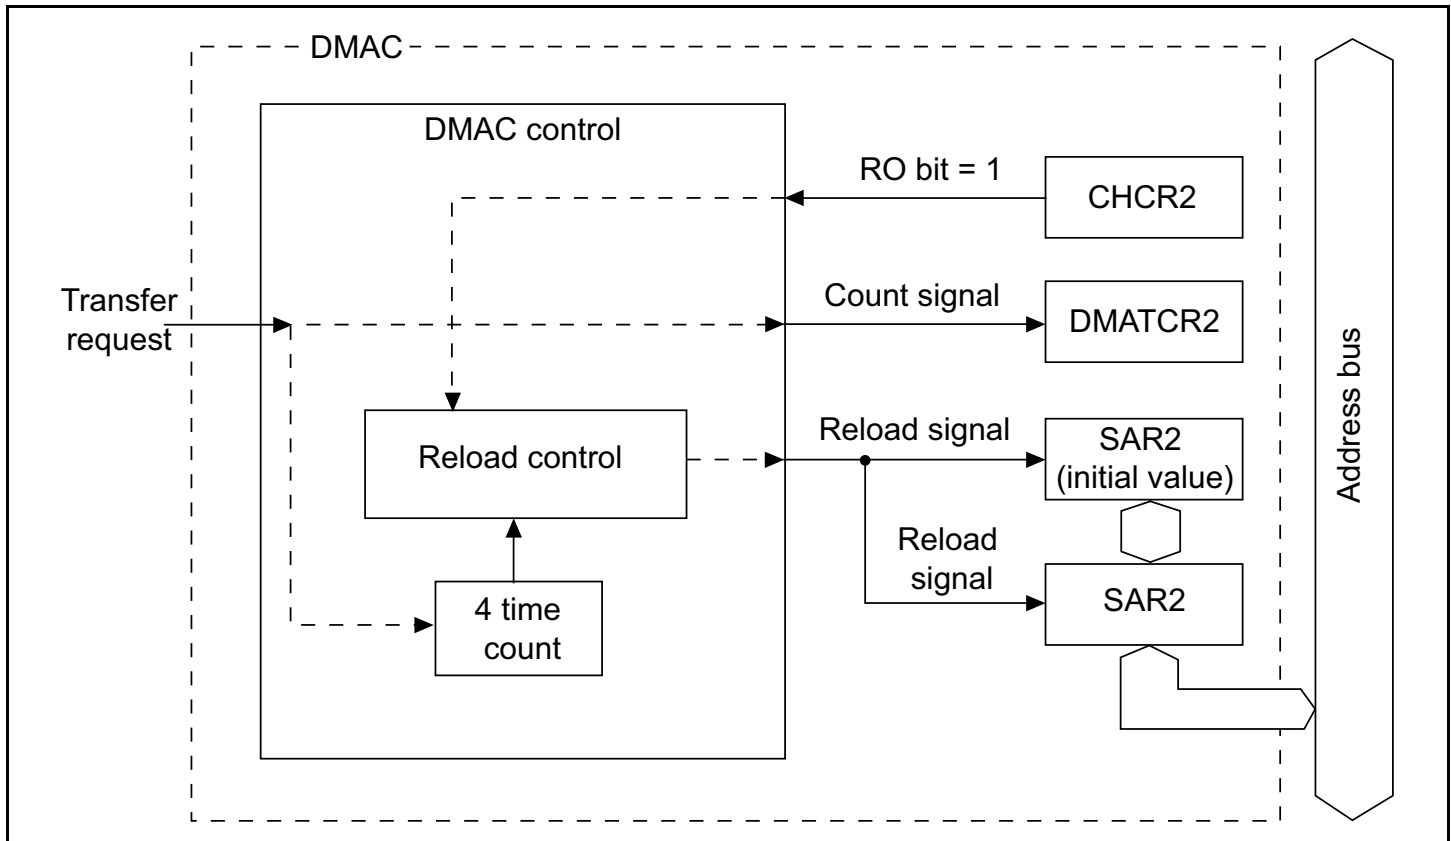 DMAC
DMAC control
RO bit = 1
CHCR2
Transfer
request
Count signal
DMATCR2
Reload signal
SAR2
(initial value)
Reload control
Reload
signal
SAR2
4 time
count
Address bus